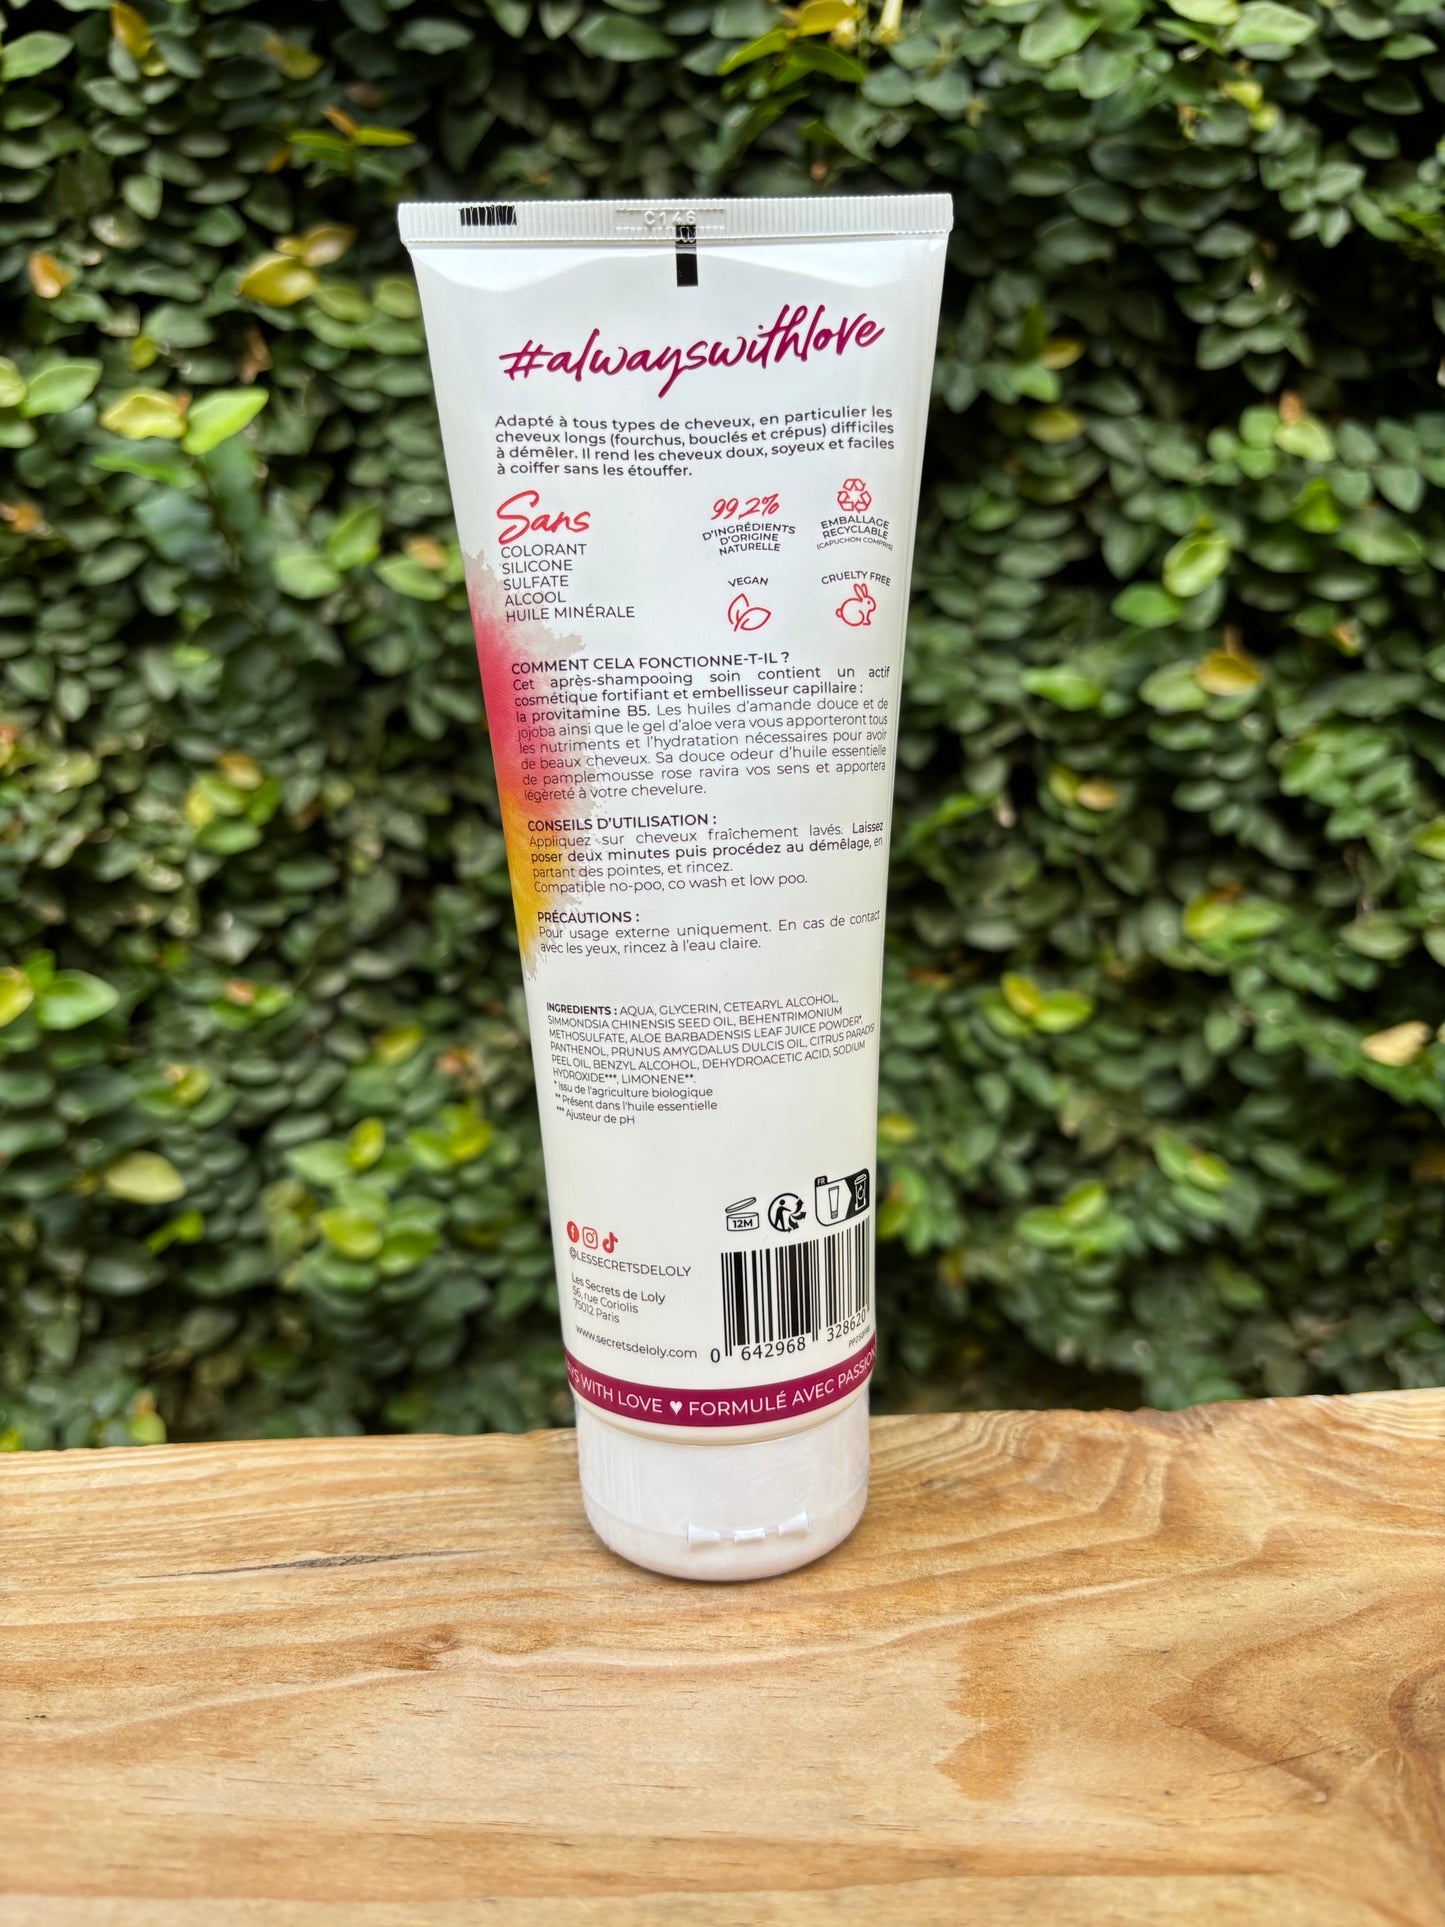 C146
#alwayswithlove
Adapté à tous types de cheveux, en particulier les
cheveux longs (fourchus, bouclés et crépus) difficiles
à démêler. Il rend les cheveux doux, soyeux et faciles
à coiffer sans les étouffer.
Sans
COLORANT
SILICONE
SULFATE
ALCOOL
HUILE MINÉRALE
99,2%
D'INGRÉDIENTS
D'ORIGINE
NATURELLE
EMBALLAGE
RECYCLABLE
(CAPUCHON COMPRIS)
VEGAN
CRUELTY FREE
COMMENT CELA FONCTIONNE-T-IL ?
Cet après-shampooing soin contient un actif
cosmétique fortifiant et embellisseur capillaire :
la provitamine B5. Les huiles d'amande douce et de
jojoba ainsi que le gel d'aloe vera vous apporteront tous
les nutriments et l'hydratation nécessaires pour avoir
de beaux cheveux. Sa douce odeur d'huile essentielle
de pamplemousse rose ravira vos sens et apportera
légèreté à votre chevelure.
CONSEILS D'UTILISATION :
Appliquez sur cheveux fraîchement lavés. Laissez
poser deux minutes puis procédez au démêlage, en
partant des pointes, et rincez.
Compatible no-poo, co wash et low poo.
PRÉCAUTIONS :
Pour usage externe uniquement. En cas de contact
avec les yeux, rincez à l'eau claire.
INGREDIENTS : AQUA, GLYCERIN, CETEARYL ALCOHOL,
SIMMONDSIA CHINENSIS SEED OIL, BEHENTRIMONIUM
METHOSULFATE, ALOE BARBADENSIS LEAF JUICE POWDER*,
PANTHENOL, PRUNUS AMYGDALUS DULCIS OIL, CITRUS PARADISI
PEEL OIL, BENZYL ALCOHOL, DEHYDROACETIC ACID, SODIUM
HYDROXIDE***, LIMONENE**.
* Issu de l'agriculture biologique
** Présent dans l'huile essentielle
*** Ajusteur de pH
12M
FR
@LESSECRETSDELOLY
Les Secrets de Loly
56, rue Coriolis
75012 Paris
www.secretsdeloly.com
0 642968 328620
WITH LOVE ♥ FORMULÉ AVEC PASSION